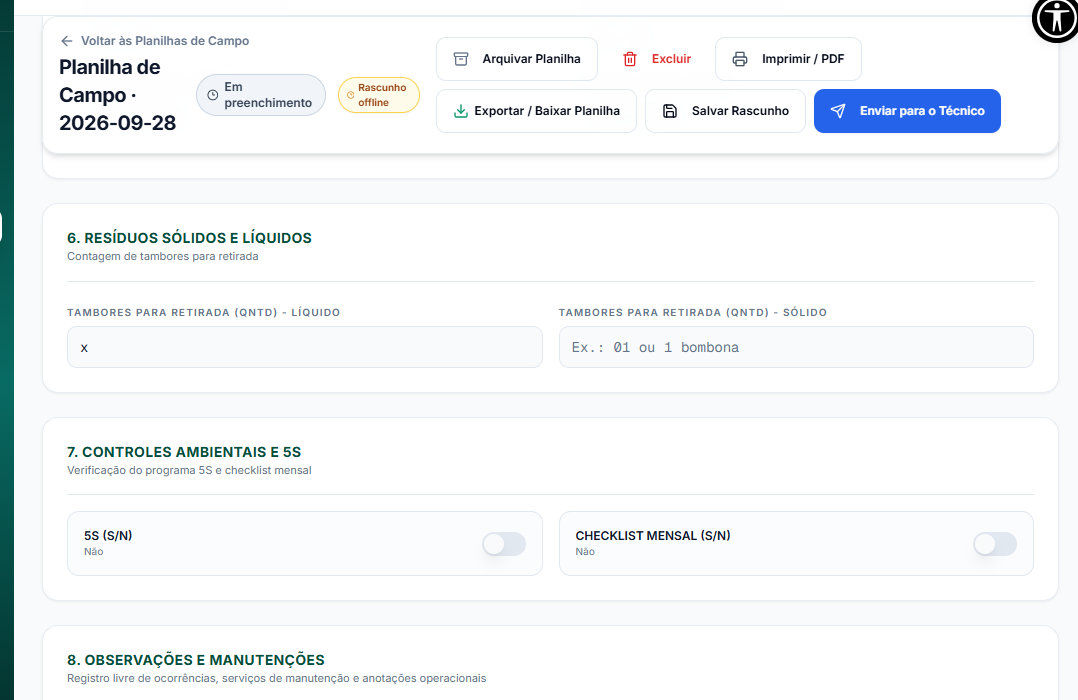 Voltar às Planilhas de Campo
Planilha de
Campo ·
2026-09-28
Em
preenchimento
Rascunho
offline
Arquivar Planilha
Excluir
Imprimir / PDF
Exportar / Baixar Planilha
Salvar Rascunho
Enviar para o Técnico
6. RESÍDUOS SÓLIDOS E LÍQUIDOS
Contagem de tambores para retirada
TAMBORES PARA RETIRADA (QNTD) - LÍQUIDO
x
TAMBORES PARA RETIRADA (QNTD) - SÓLIDO
Ex.: 01 ou 1 bombona
7. CONTROLES AMBIENTAIS E 5S
Verificação do programa 5S e checklist mensal
5S (S/N)
Não
CHECKLIST MENSAL (S/N)
Não
8. OBSERVAÇÕES E MANUTENÇÕES
Registro livre de ocorrências, serviços de manutenção e anotações operacionais